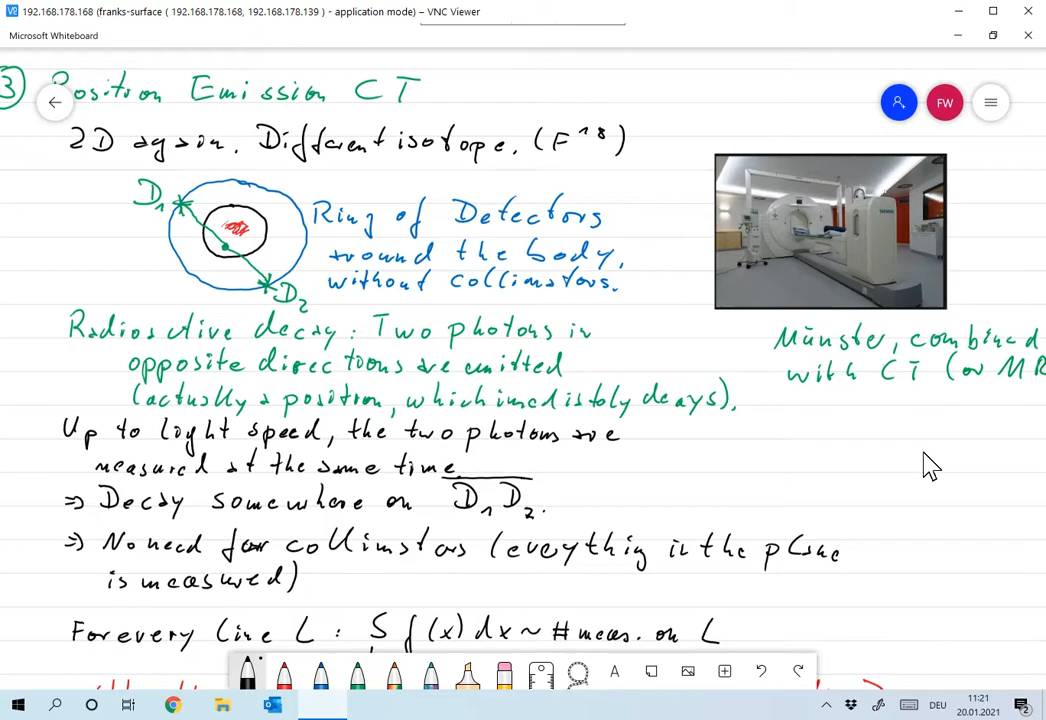 192.168.178.168 (franks-surface ( 192.168.178.168, 192.168.178.139 ) - application mode) – VNC Viewer
Microsoft Whiteboard
③ Positron Emission CT
FW
2D again. Different isotope. (F^18)
D1
Ring of Detectors
around the body,
without collimators.
D2
SIEMENS
Radioactive decay: Two photons in
opposite directions are emitted
(actually a position, which imediatly decays).
Münster, combined
with CT (or MR
Up to light speed, the two photons are
measured at the same time.
⇒ Decay somewhere on D1D2.
⇒ No need for collimators (everything in the plane
is measured)
For every line L: ∫ f(x) dx ~ # meas. on L
A
DEU
11:21
20.01.2021
2